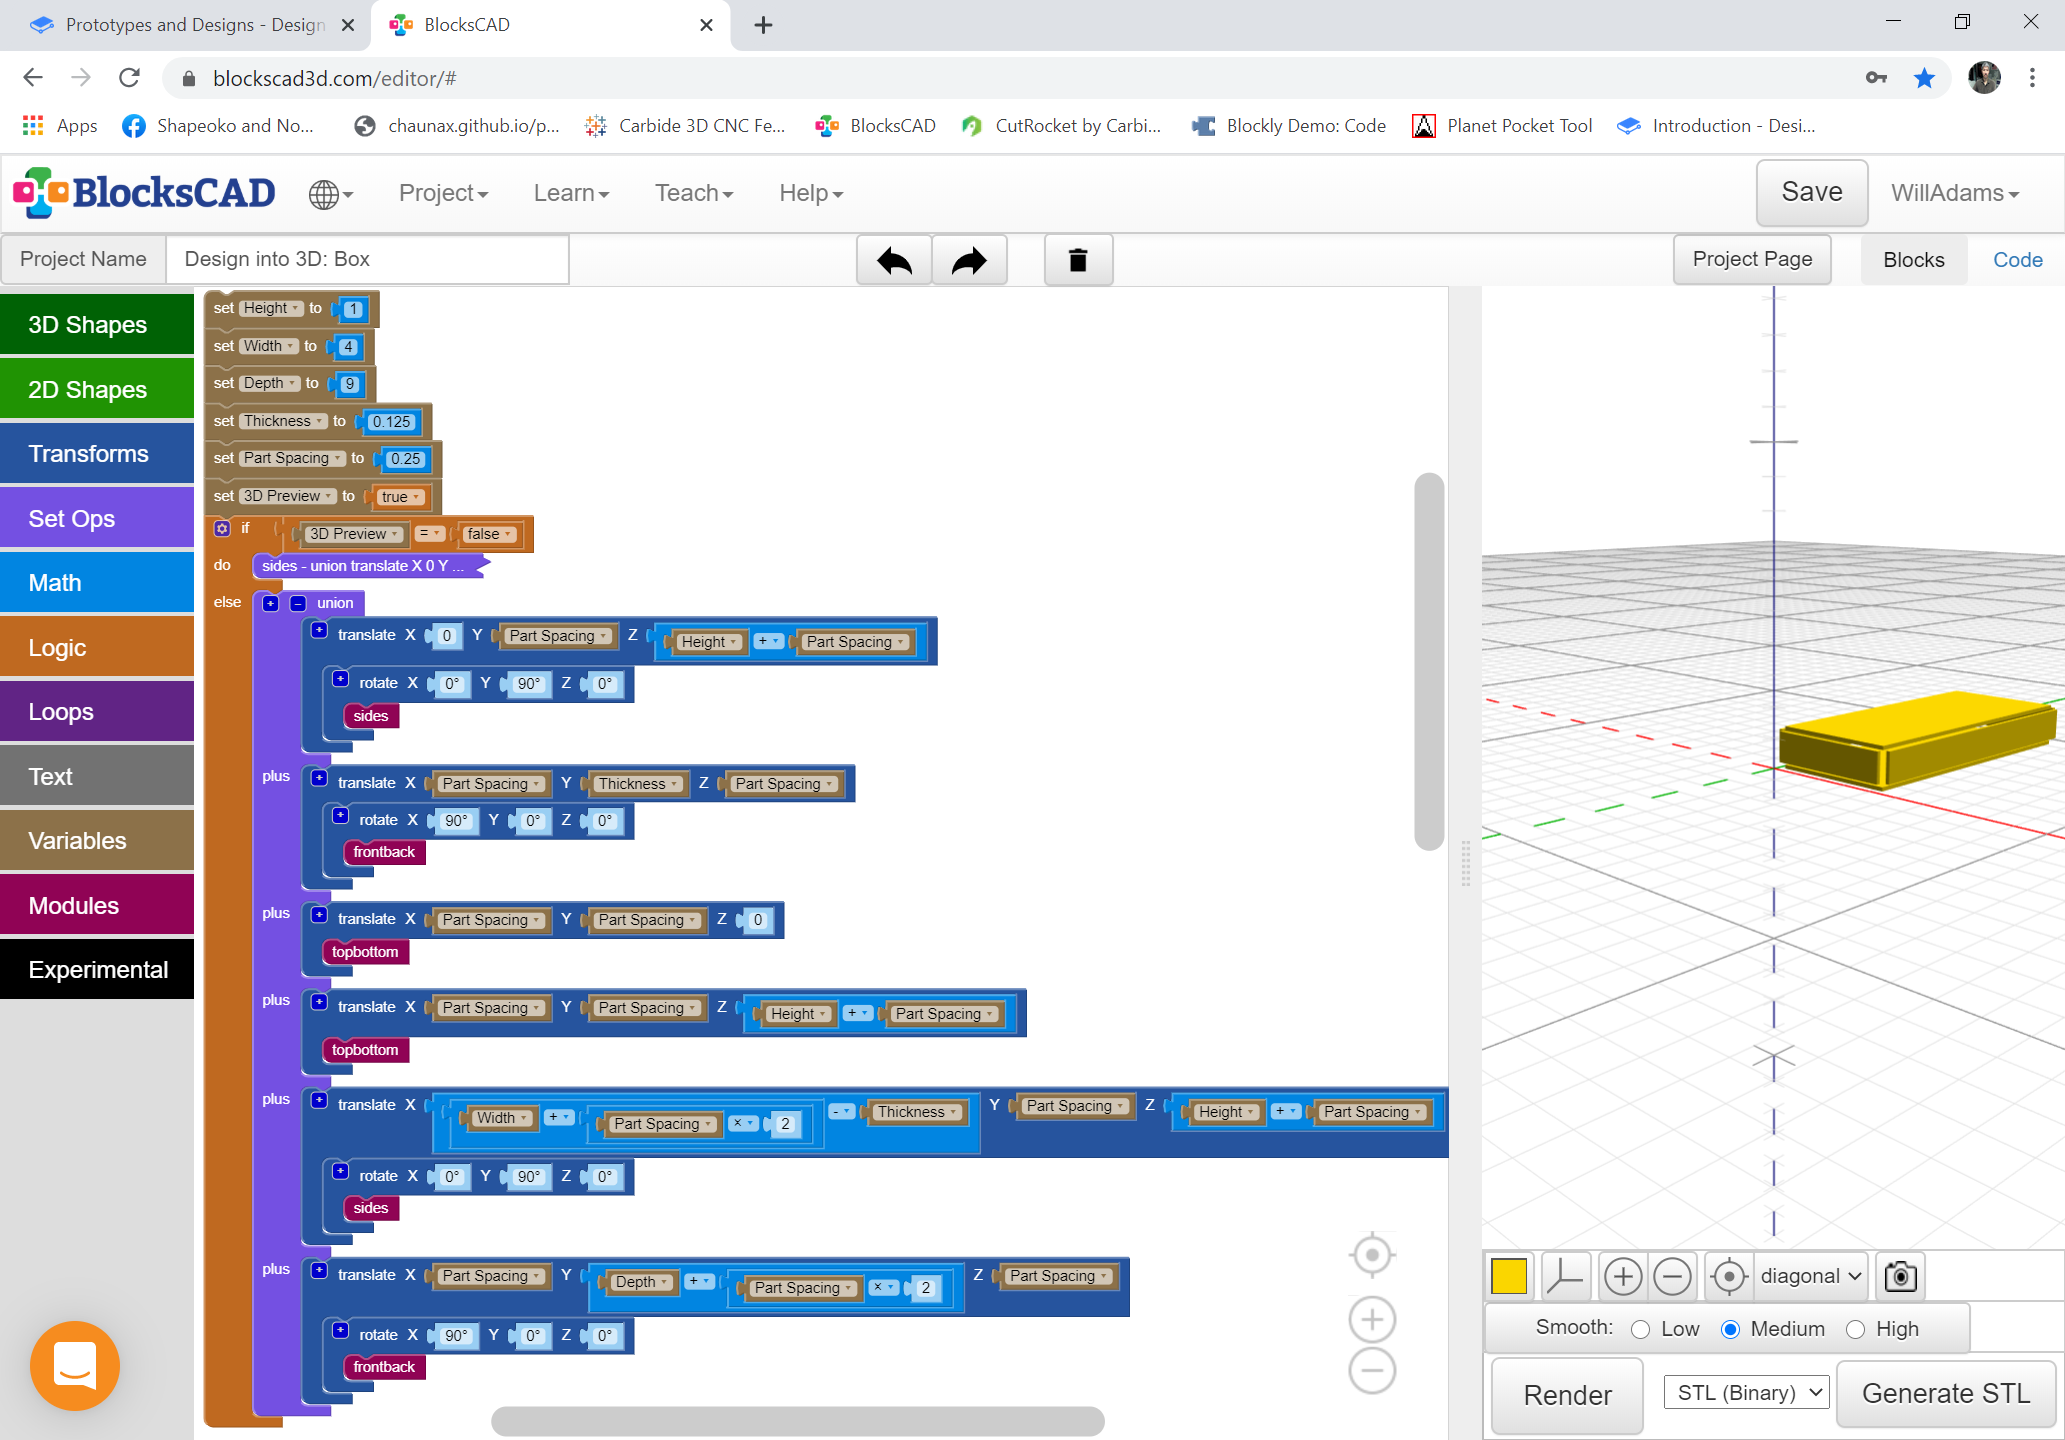 Prototypes and Designs - Design
BlocksCAD
blockscad3d.com/editor/#
Apps
Shapeoko and No...
chaunax.github.io/p...
Carbide 3D CNC Fe...
BlocksCAD
CutRocket by Carbi...
Blockly Demo: Code
Planet Pocket Tool
Introduction - Desi...
BlocksCAD
Project
Learn
Teach
Help
Save
WillAdams
Project Name
Design into 3D: Box
Project Page
Blocks
Code
3D Shapes
2D Shapes
Transforms
Set Ops
Math
Logic
Loops
Text
Variables
Modules
Experimental
set Height to 1
set Width to 4
set Depth to 9
set Thickness to 0.125
set Part Spacing to 0.25
set 3D Preview to true
if 3D Preview = false
do sides - union translate X 0 Y ...
else + - union
+ translate X 0 Y Part Spacing Z Height + Part Spacing
+ rotate X 0° Y 90° Z 0°
sides
plus + translate X Part Spacing Y Thickness Z Part Spacing
+ rotate X 90° Y 0° Z 0°
frontback
plus + translate X Part Spacing Y Part Spacing Z 0
topbottom
plus + translate X Part Spacing Y Part Spacing Z Height + Part Spacing
topbottom
plus + translate X Width + Part Spacing × 2 - Thickness Y Part Spacing Z Height + Part Spacing
+ rotate X 0° Y 90° Z 0°
sides
plus + translate X Part Spacing Y Depth + Part Spacing × 2 Z Part Spacing
+ rotate X 90° Y 0° Z 0°
frontback
diagonal
Smooth: Low Medium High
Render
STL (Binary)
Generate STL